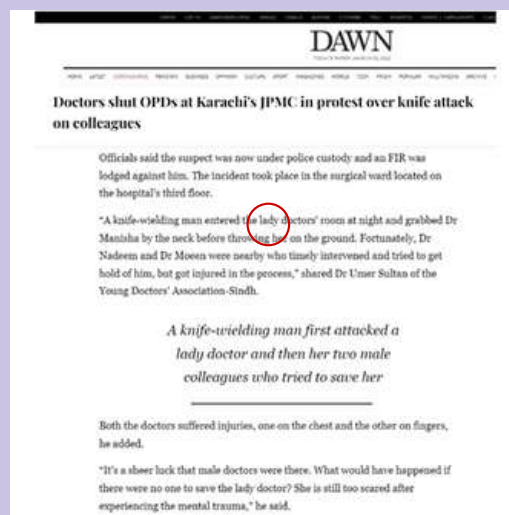 DAWN
Doctors shut OPDs at Karachi's JPMC in protest over knife attack
on colleagues
Officials said the suspect was now under police custody and an FIR was
lodged against him. The incident took place in the surgical ward located on
the hospital's third floor.
"A knife-wielding man entered the lady doctors' room at night and grabbed Dr
Manisha by the neck before throwing her on the ground. Fortunately, Dr
Nadeem and Dr Moeen were nearby who timely intervened and tried to get
hold of him, but got injured in the process," shared Dr Umer Sultan of the
Young Doctors' Association-Sindh.
A knife-wielding man first attacked a
lady doctor and then her two male
colleagues who tried to save her
Both the doctors suffered injuries, one on the chest and the other on fingers,
he added.
"It's a sheer luck that male doctors were there. What would have happened if
there were no one to save the lady doctor? She is still too scared after
experiencing the mental trauma," he said.